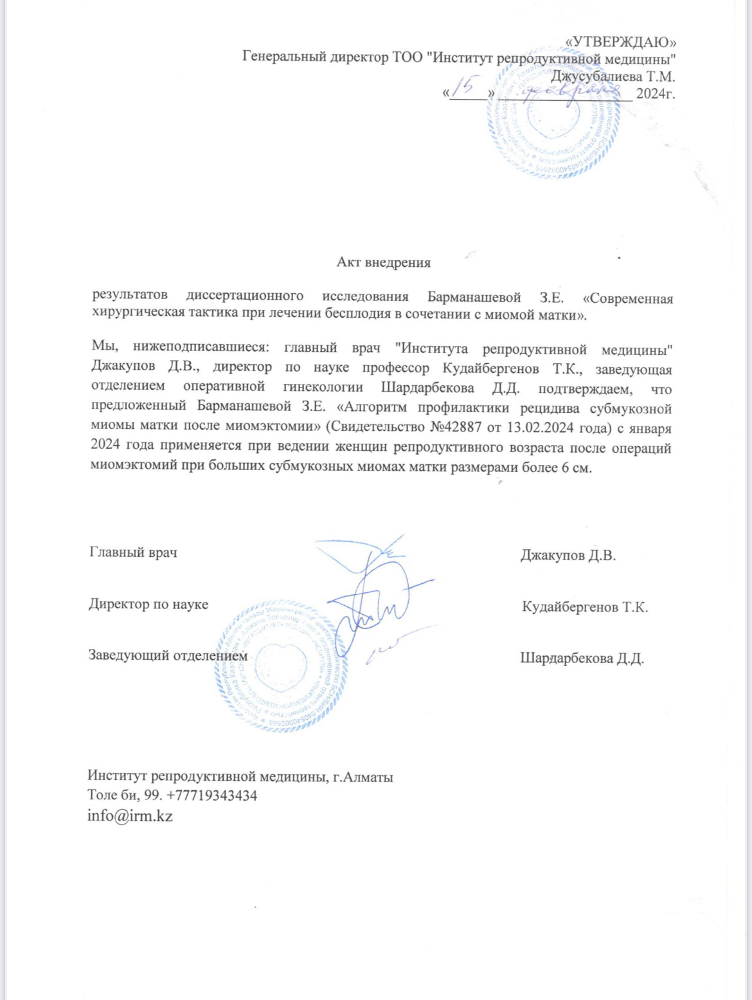 «УТВЕРЖДАЮ»
Генеральный директор ТОО "Институт репродуктивной медицины"
Джусубалиева Т.М.
«15» февраля 2024г.
Акт внедрения
результатов диссертационного исследования Барманашевой З.Е. «Современная
хирургическая тактика при лечении бесплодия в сочетании с миомой матки».
Мы, нижеподписавшиеся: главный врач "Института репродуктивной медицины"
Джакупов Д.В., директор по науке профессор Кудайбергенов Т.К., заведующая
отделением оперативной гинекологии Шардарбекова Д.Д. подтверждаем, что
предложенный Барманашевой З.Е. «Алгоритм профилактики рецидива субмукозной
миомы матки после миомэктомии» (Свидетельство №42887 от 13.02.2024 года) с января
2024 года применяется при ведении женщин репродуктивного возраста после операций
миомэктомий при больших субмукозных миомах матки размерами более 6 см.
Главный врач Джакупов Д.В.
Директор по науке Кудайбергенов Т.К.
Заведующий отделением Шардарбекова Д.Д.
Институт репродуктивной медицины, г.Алматы
Толе би, 99. +77719343434
info@irm.kz